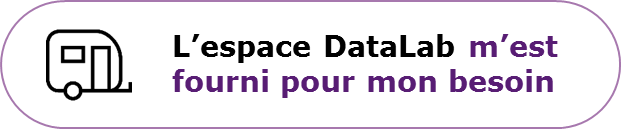 L’espace DataLab m’est
fourni pour mon besoin